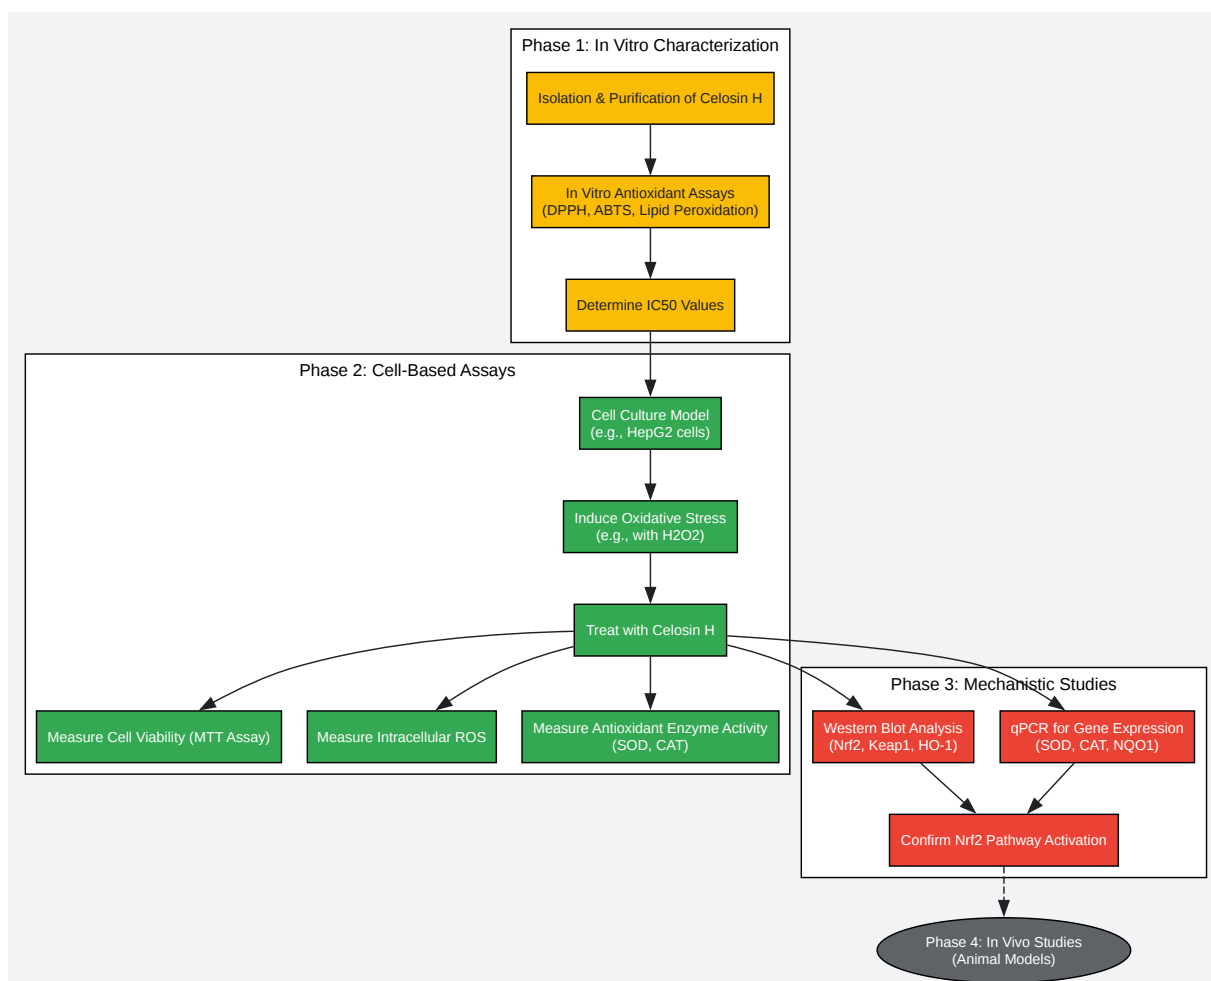 Phase 1: In Vitro Characterization
Isolation & Purification of Celosin H
In Vitro Antioxidant Assays
(DPPH, ABTS, Lipid Peroxidation)
Determine IC50 Values
Phase 2: Cell-Based Assays
Cell Culture Model
(e.g., HepG2 cells)
Induce Oxidative Stress
(e.g., with H2O2)
Treat with Celosin H
Measure Cell Viability (MTT Assay)
Measure Intracellular ROS
Measure Antioxidant Enzyme Activity
(SOD, CAT)
Phase 3: Mechanistic Studies
Western Blot Analysis
(Nrf2, Keap1, HO-1)
qPCR for Gene Expression
(SOD, CAT, NQO1)
Confirm Nrf2 Pathway Activation
Phase 4: In Vivo Studies
(Animal Models)